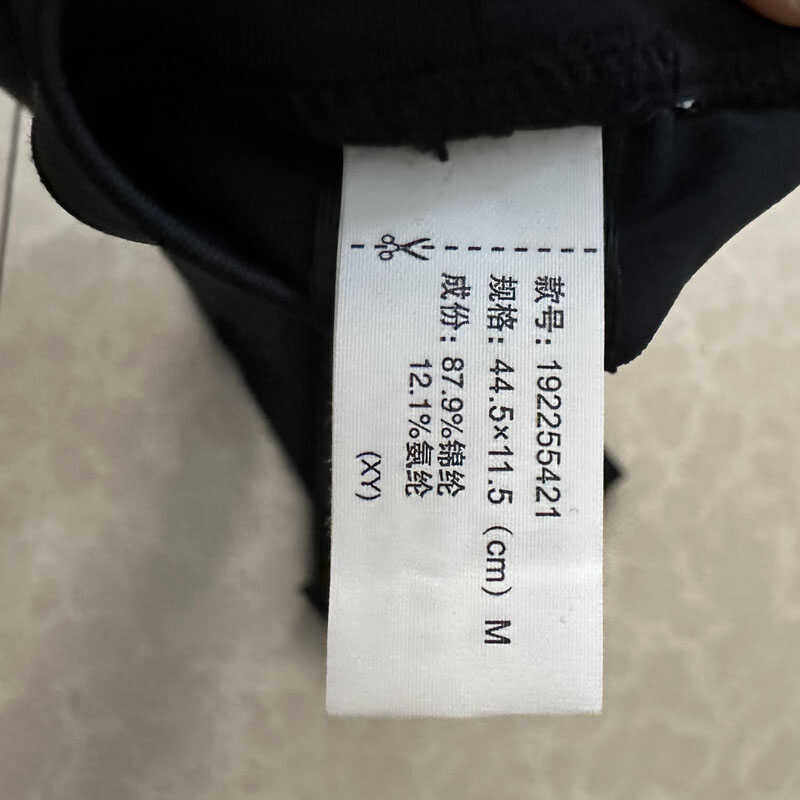 款号：192255421
规格：44.5×11.5（cm）M
成份：87.9%锦纶
12.1%氨纶
(XY)